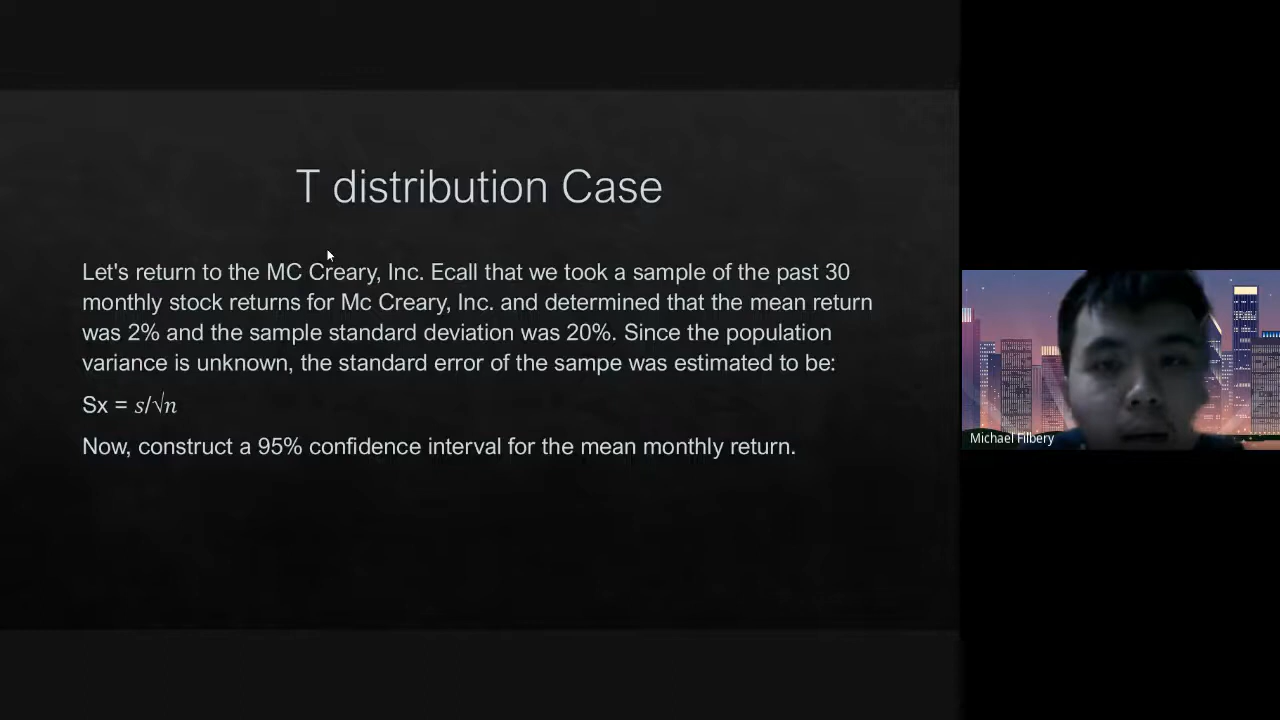 T distribution Case
Let's return to the MC Creary, Inc. Ecall that we took a sample of the past 30
monthly stock returns for Mc Creary, Inc. and determined that the mean return
was 2% and the sample standard deviation was 20%. Since the population
variance is unknown, the standard error of the sampe was estimated to be:
Sx = s/√n
Now, construct a 95% confidence interval for the mean monthly return.
Michael Filbery